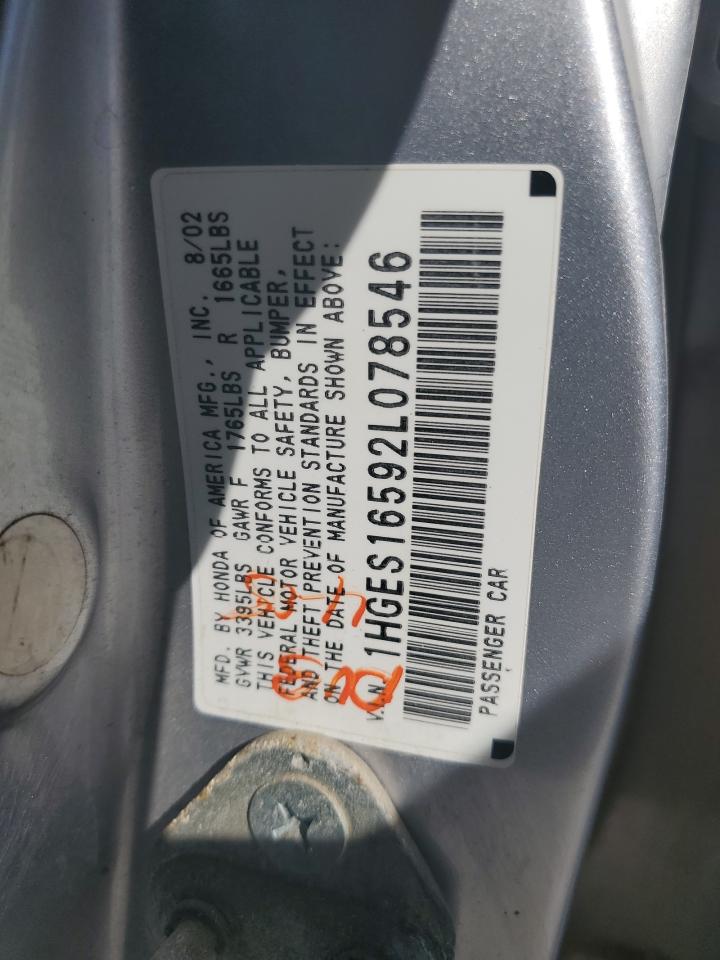 MFD. BY HONDA OF AMERICA MFG., INC. 8/02
GVWR 3395LBS GAWR F 1765LBS R 1665LBS
THIS VEHICLE CONFORMS TO ALL APPLICABLE
FEDERAL MOTOR VEHICLE SAFETY, BUMPER,
AND THEFT PREVENTION STANDARDS IN EFFECT
ON THE DATE OF MANUFACTURE SHOWN ABOVE:
V.I.N. 1HGES16592L078546
PASSENGER CAR